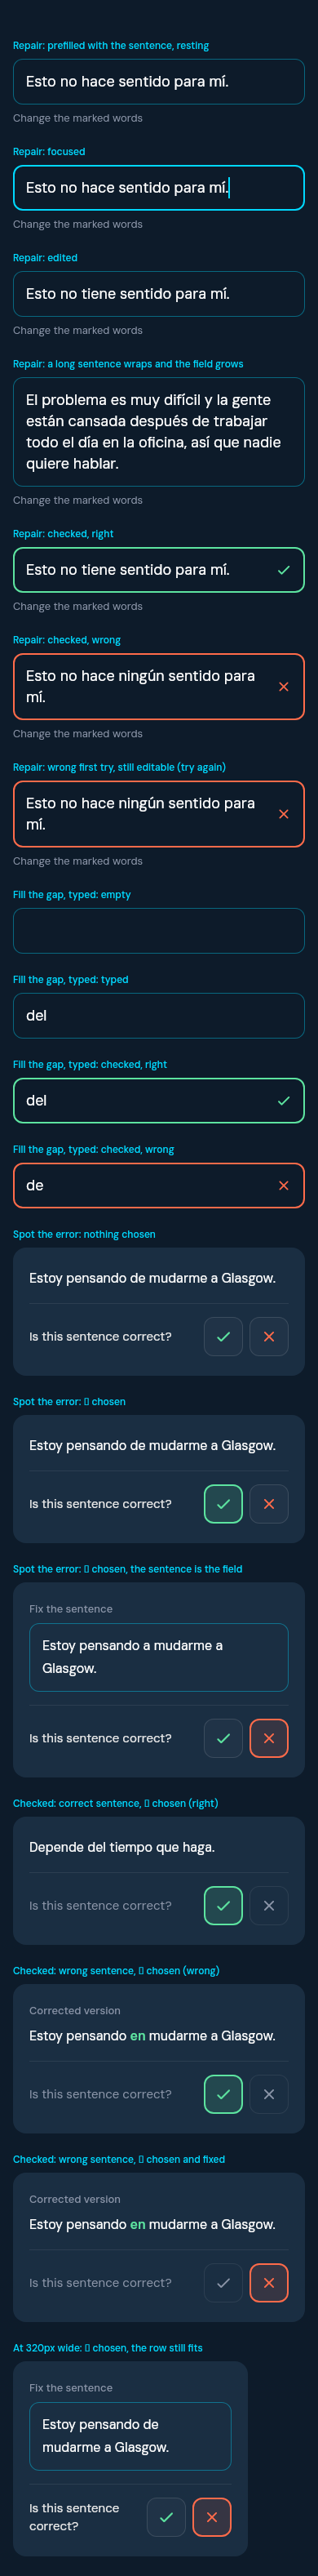 Repair: prefilled with the sentence, resting
Esto no hace sentido para mí.
Change the marked words
Repair: focused
Esto no hace sentido para mí.
Change the marked words
Repair: edited
Esto no tiene sentido para mí.
Change the marked words
Repair: a long sentence wraps and the field grows
El problema es muy difícil y la gente
están cansada después de trabajar
todo el día en la oficina, así que nadie
quiere hablar.
Change the marked words
Repair: checked, right
Esto no tiene sentido para mí.
Change the marked words
Repair: checked, wrong
Esto no hace ningún sentido para
mí.
Change the marked words
Repair: wrong first try, still editable (try again)
Esto no hace ningún sentido para
mí.
Change the marked words
Fill the gap, typed: empty
Fill the gap, typed: typed
del
Fill the gap, typed: checked, right
del
Fill the gap, typed: checked, wrong
de
Spot the error: nothing chosen
Estoy pensando de mudarme a Glasgow.
Is this sentence correct?
Spot the error: ▯ chosen
Estoy pensando de mudarme a Glasgow.
Is this sentence correct?
Spot the error: ▯ chosen, the sentence is the field
Fix the sentence
Estoy pensando a mudarme a
Glasgow.
Is this sentence correct?
Checked: correct sentence, ▯ chosen (right)
Depende del tiempo que haga.
Is this sentence correct?
Checked: wrong sentence, ▯ chosen (wrong)
Corrected version
Estoy pensando en mudarme a Glasgow.
Is this sentence correct?
Checked: wrong sentence, ▯ chosen and fixed
Corrected version
Estoy pensando en mudarme a Glasgow.
Is this sentence correct?
At 320px wide: ▯ chosen, the row still fits
Fix the sentence
Estoy pensando de
mudarme a Glasgow.
Is this sentence
correct?